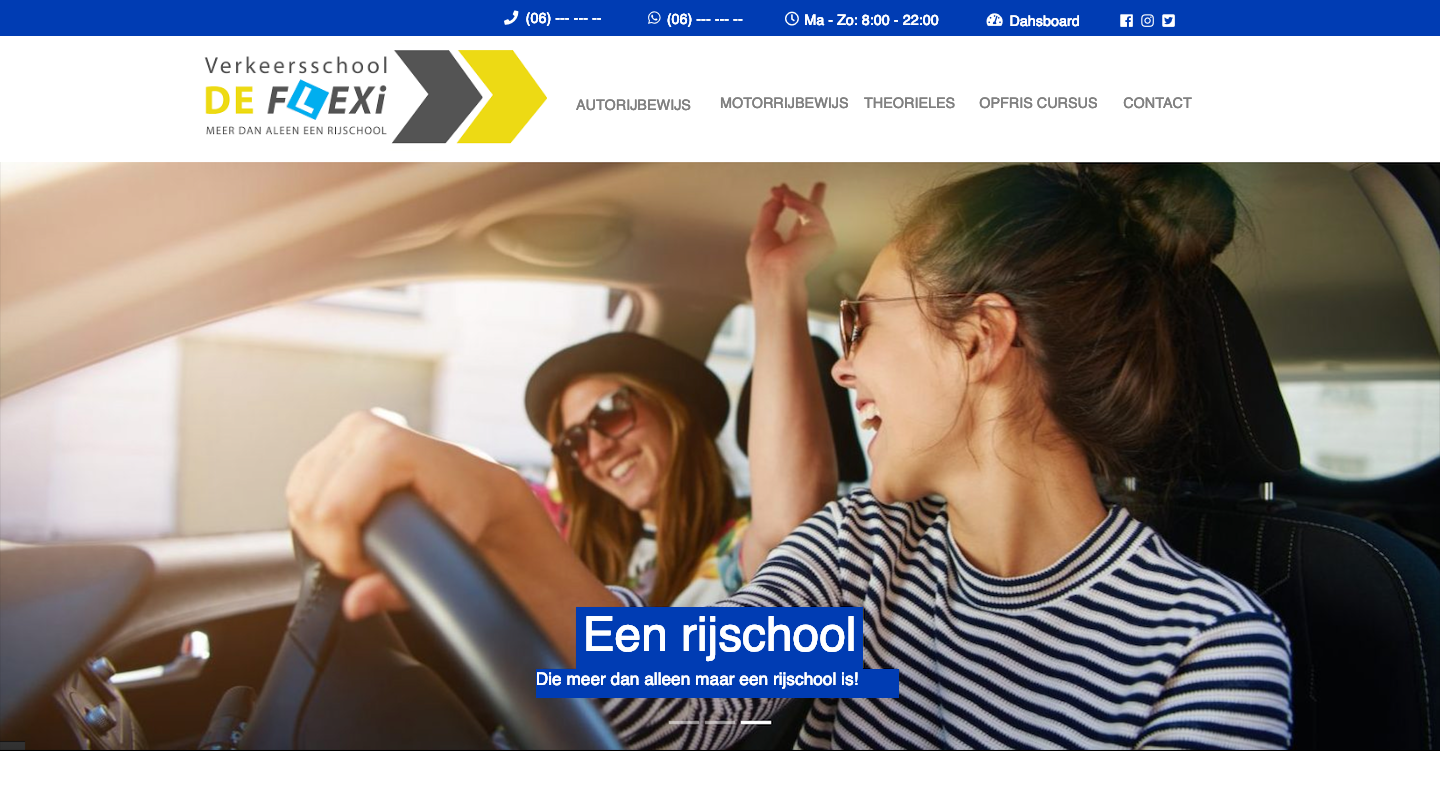 (06) --- --- --
(06) --- --- --
Ma - Zo: 8:00 - 22:00
Dahsboard
Verkeersschool
DE FLEXi
MEER DAN ALEEN EEN RIJSCHOOL
AUTORIJBEWIJS
MOTORRIJBEWIJS
THEORIELES
OPFRIS CURSUS
CONTACT
Een rijschool
Die meer dan alleen maar een rijschool is!